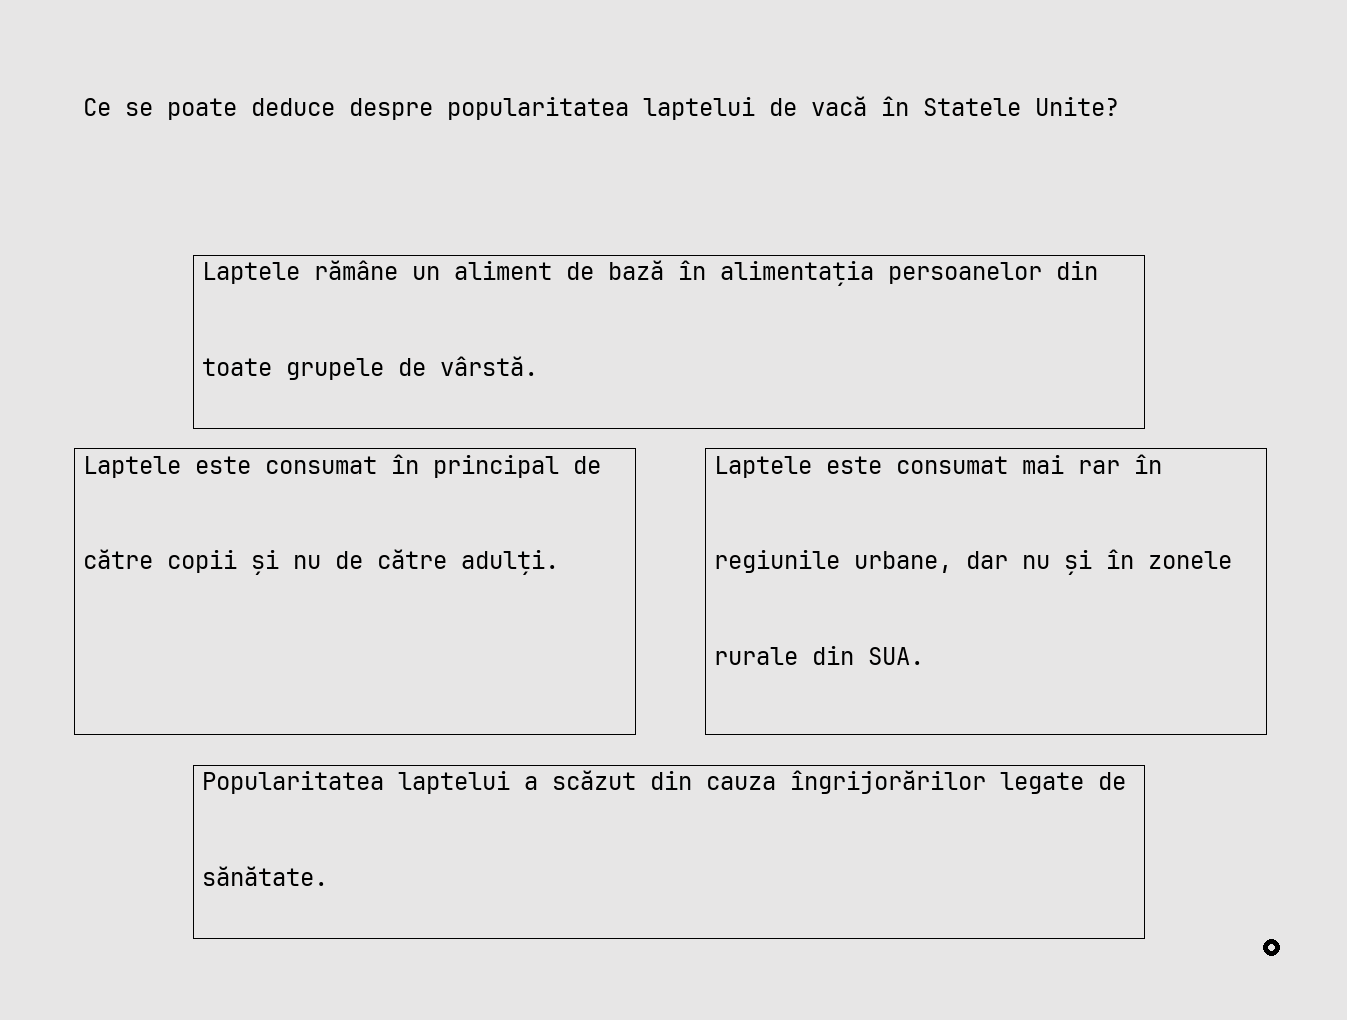 Ce se poate deduce despre popularitatea laptelui de vacă în Statele Unite?
Laptele rămâne un aliment de bază în alimentația persoanelor din
toate grupele de vârstă.
Laptele este consumat în principal de
către copii și nu de către adulți.
Laptele este consumat mai rar în
regiunile urbane, dar nu și în zonele
rurale din SUA.
Popularitatea laptelui a scăzut din cauza îngrijorărilor legate de
sănătate.